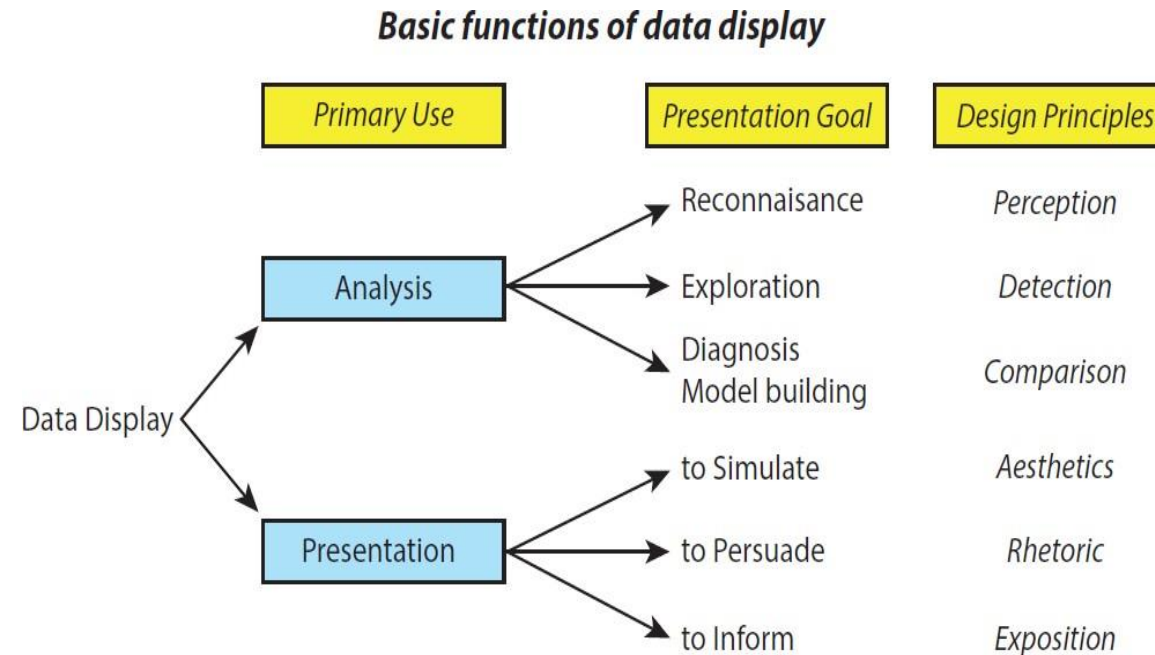 Basic functions of data display
Primary Use
Presentation Goal
Design Principles
Reconnaisance
Perception
Analysis
Exploration
Detection
Diagnosis
Model building
Comparison
Data Display
to Simulate
Aesthetics
Presentation
to Persuade
Rhetoric
to Inform
Exposition